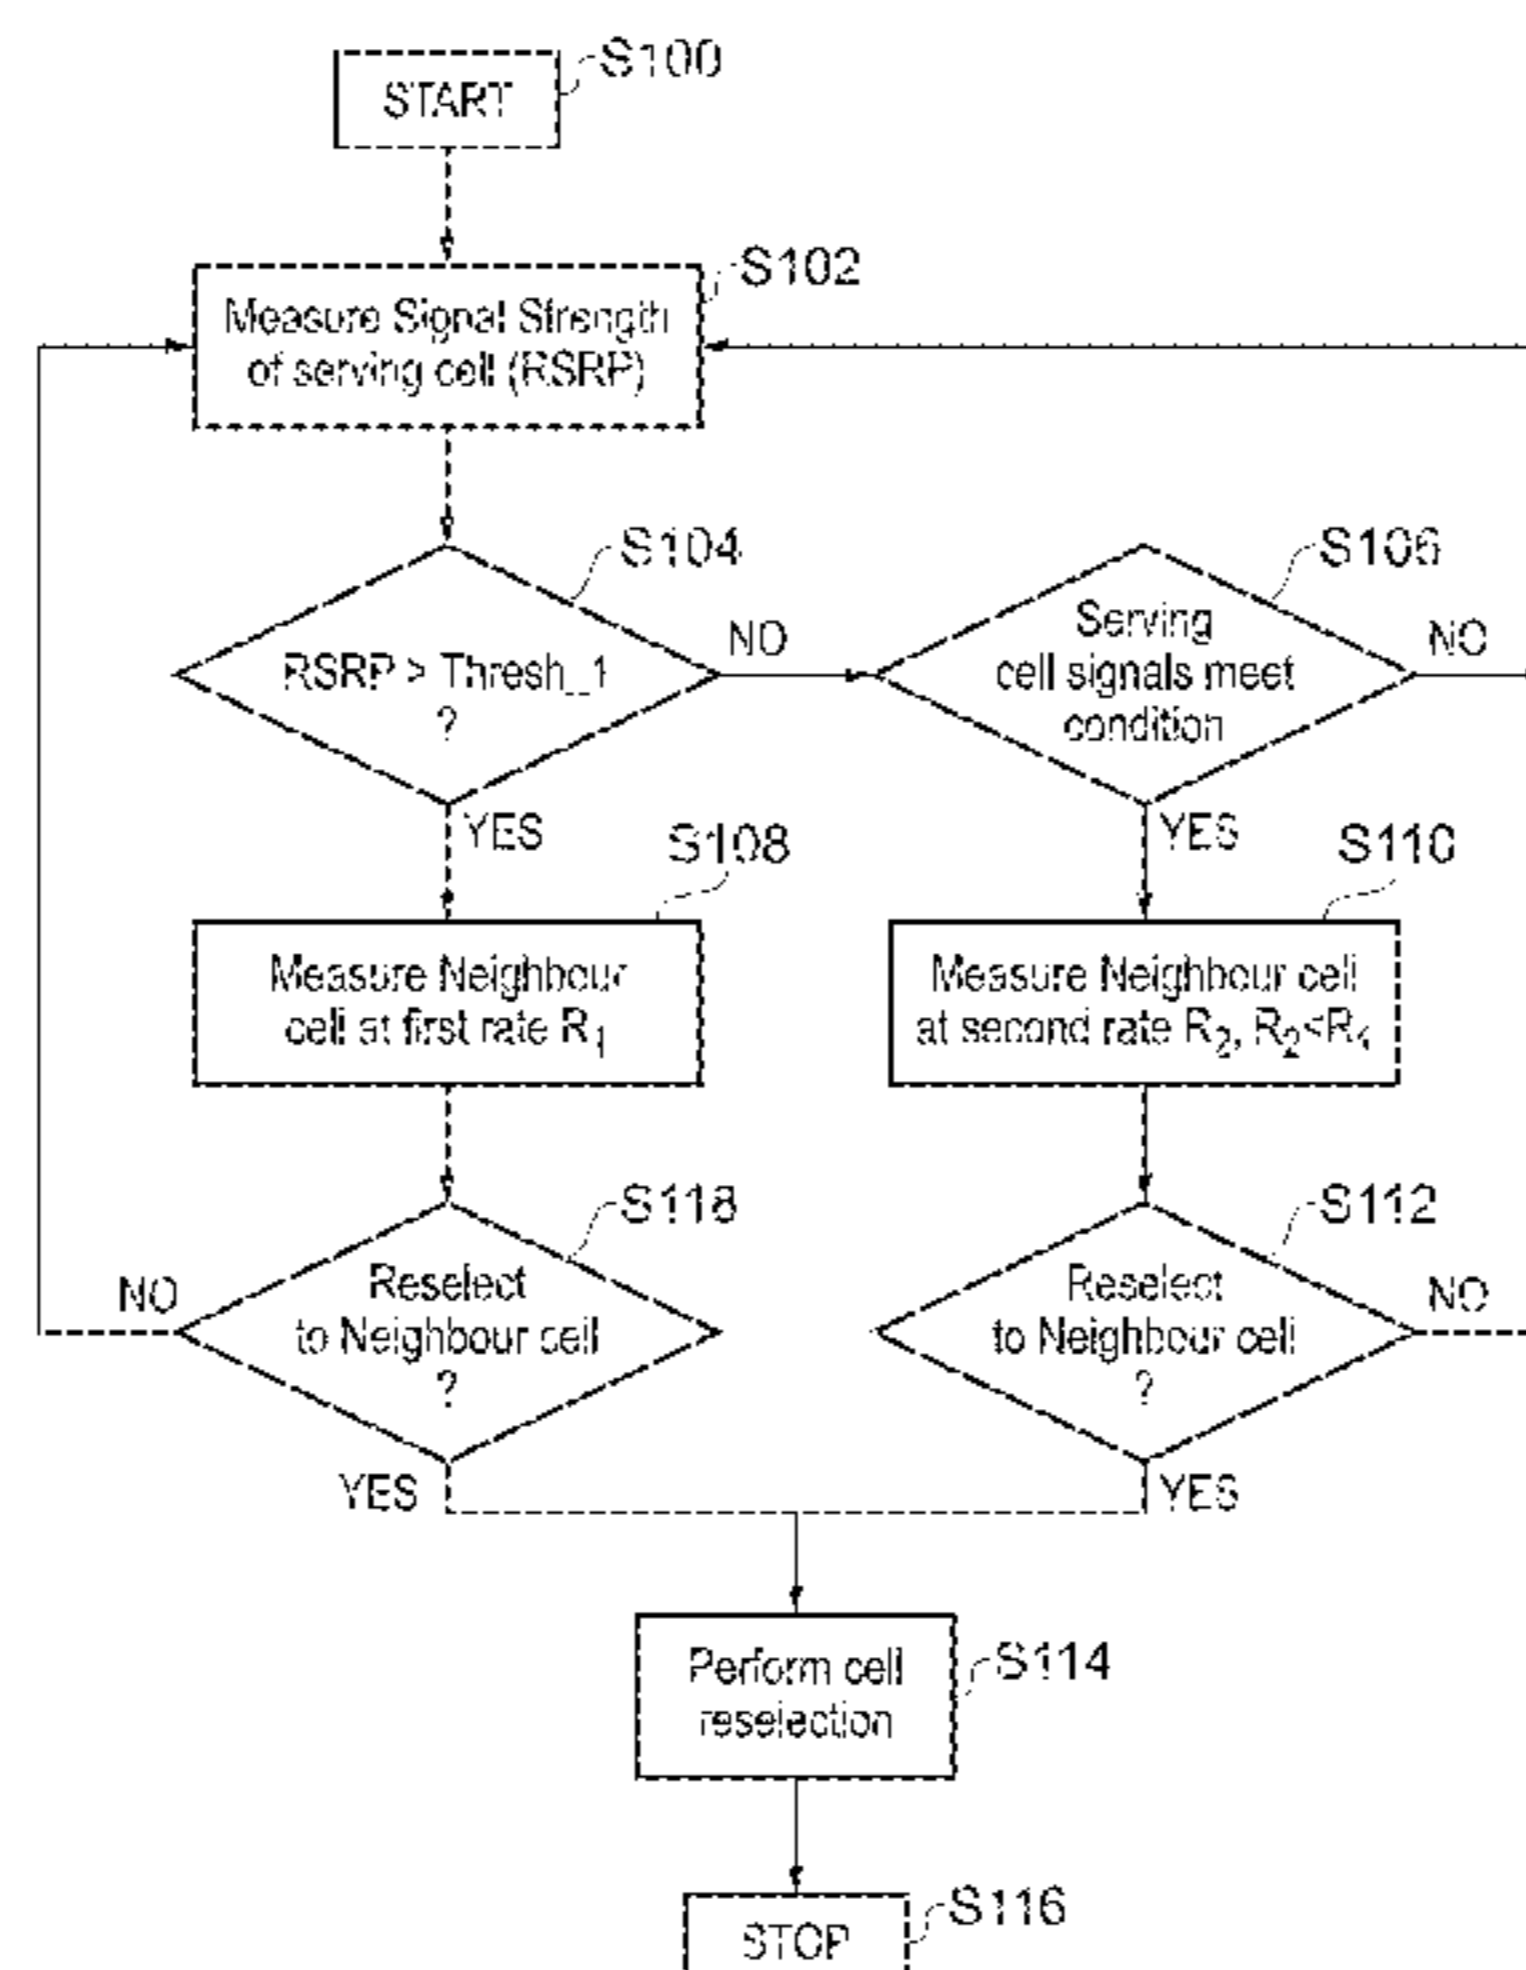 START
S100
Measure Signal Strength
of serving cell (RSRP)
S102
RSRP > Thresh_1
?
S104
NO
YES
Serving
cell signals meet
condition
S106
NO
YES
Measure Neighbour
cell at first rate R1
S108
Measure Neighbour cell
at second rate R2, R2<R1
S110
Reselect
to Neighbour cell
?
S118
NO
YES
Reselect
to Neighbour cell
?
S112
NO
YES
Perform cell
reselection
S114
STOP
S116